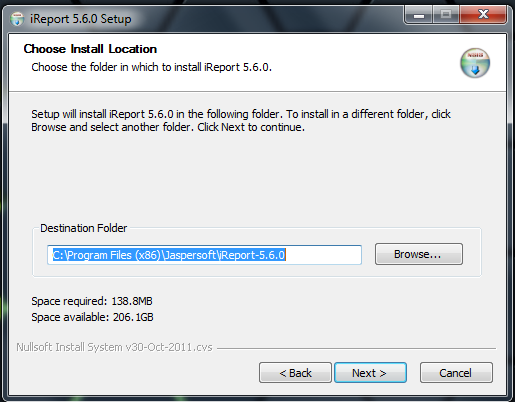 iReport 5.6.0 Setup
Choose Install Location
Choose the folder in which to install iReport 5.6.0.
Setup will install iReport 5.6.0 in the following folder. To install in a different folder, click
Browse and select another folder. Click Next to continue.
Destination Folder
C:\Program Files (x86)\Jaspersoft\iReport-5.6.0
Browse...
Space required: 138.8MB
Space available: 206.1GB
Nullsoft Install System v30-Oct-2011.cvs
< Back
Next >
Cancel